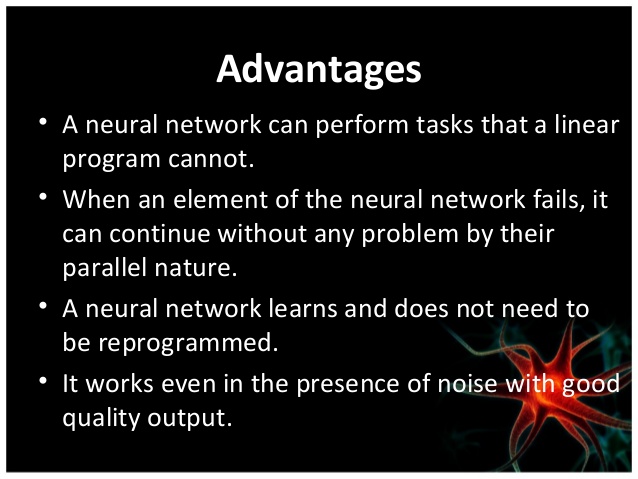 Advantages
• A neural network can perform tasks that a linear
program cannot.
• When an element of the neural network fails, it
can continue without any problem by their
parallel nature.
• A neural network learns and does not need to
be reprogrammed.
• It works even in the presence of noise with good
quality output.